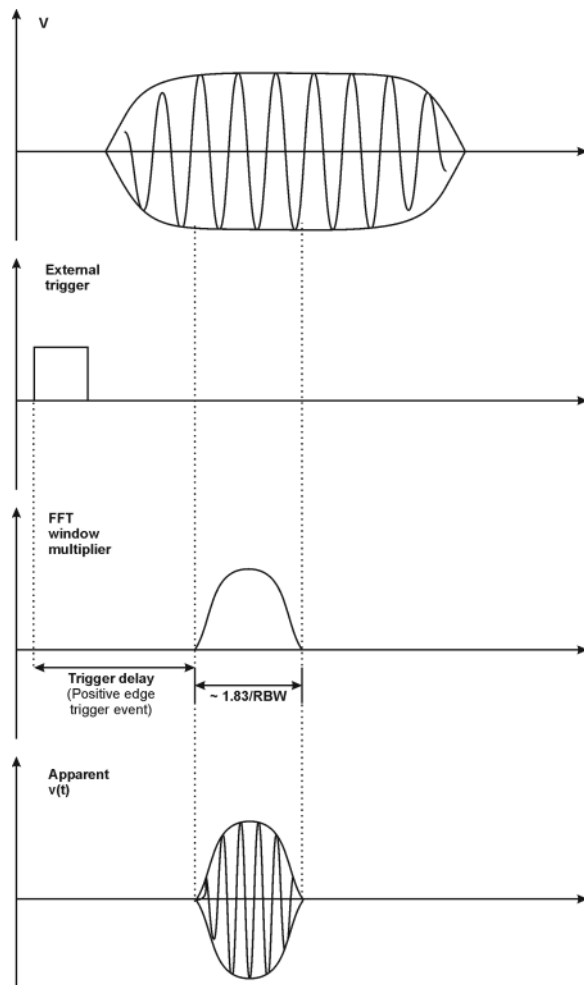 V
External
trigger
FFT
window
multiplier
Trigger delay
(Positive edge
trigger event)
~ 1.83/RBW
Apparent
v(t)